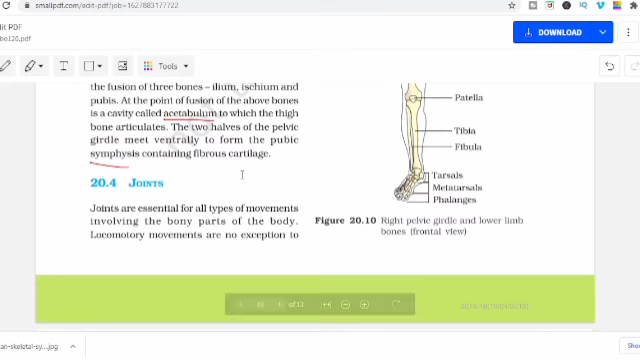 smallpdf.com/edit-pdf#job=1627883177722
dit PDF
bo120.pdf
DOWNLOAD
Tools
the fusion of three bones – ilium, ischium and
pubis. At the point of fusion of the above bones
is a cavity called acetabulum to which the thigh
bone articulates. The two halves of the pelvic
girdle meet ventrally to form the pubic
symphysis containing fibrous cartilage.
20.4 JOINTS
Joints are essential for all types of movements
involving the bony parts of the body.
Locomotory movements are no exception to
Patella
Tibia
Fibula
Tarsals
Metatarsals
Phalanges
Figure 20.10 Right pelvic girdle and lower limb
bones (frontal view)
10
of 13
an-skeletal-sy....jpg
Sho